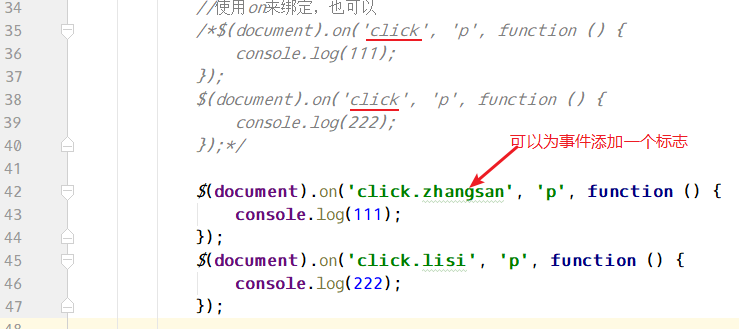 34 //使用on来绑定，也可以
35 /*$(document).on('click', 'p', function () {
36 console.log(111);
37 });
38 $(document).on('click', 'p', function () {
39 console.log(222);
40 });*/
可以为事件添加一个标志
41
42 $(document).on('click.zhangsan', 'p', function () {
43 console.log(111);
44 });
45 $(document).on('click.lisi', 'p', function () {
46 console.log(222);
47 });
48